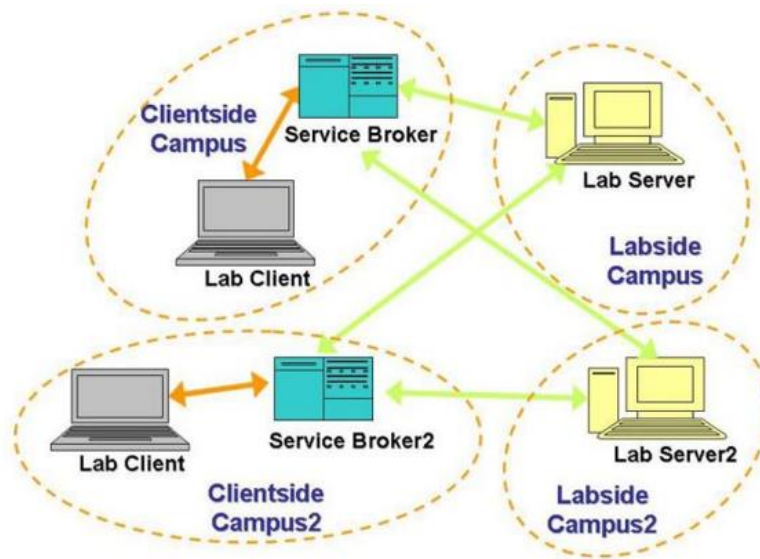 Clientside
Campus
Service Broker
Lab Client
Lab Server
Labside
Campus
Lab Client
Service Broker2
Clientside
Campus2
Lab Server2
Labside
Campus2